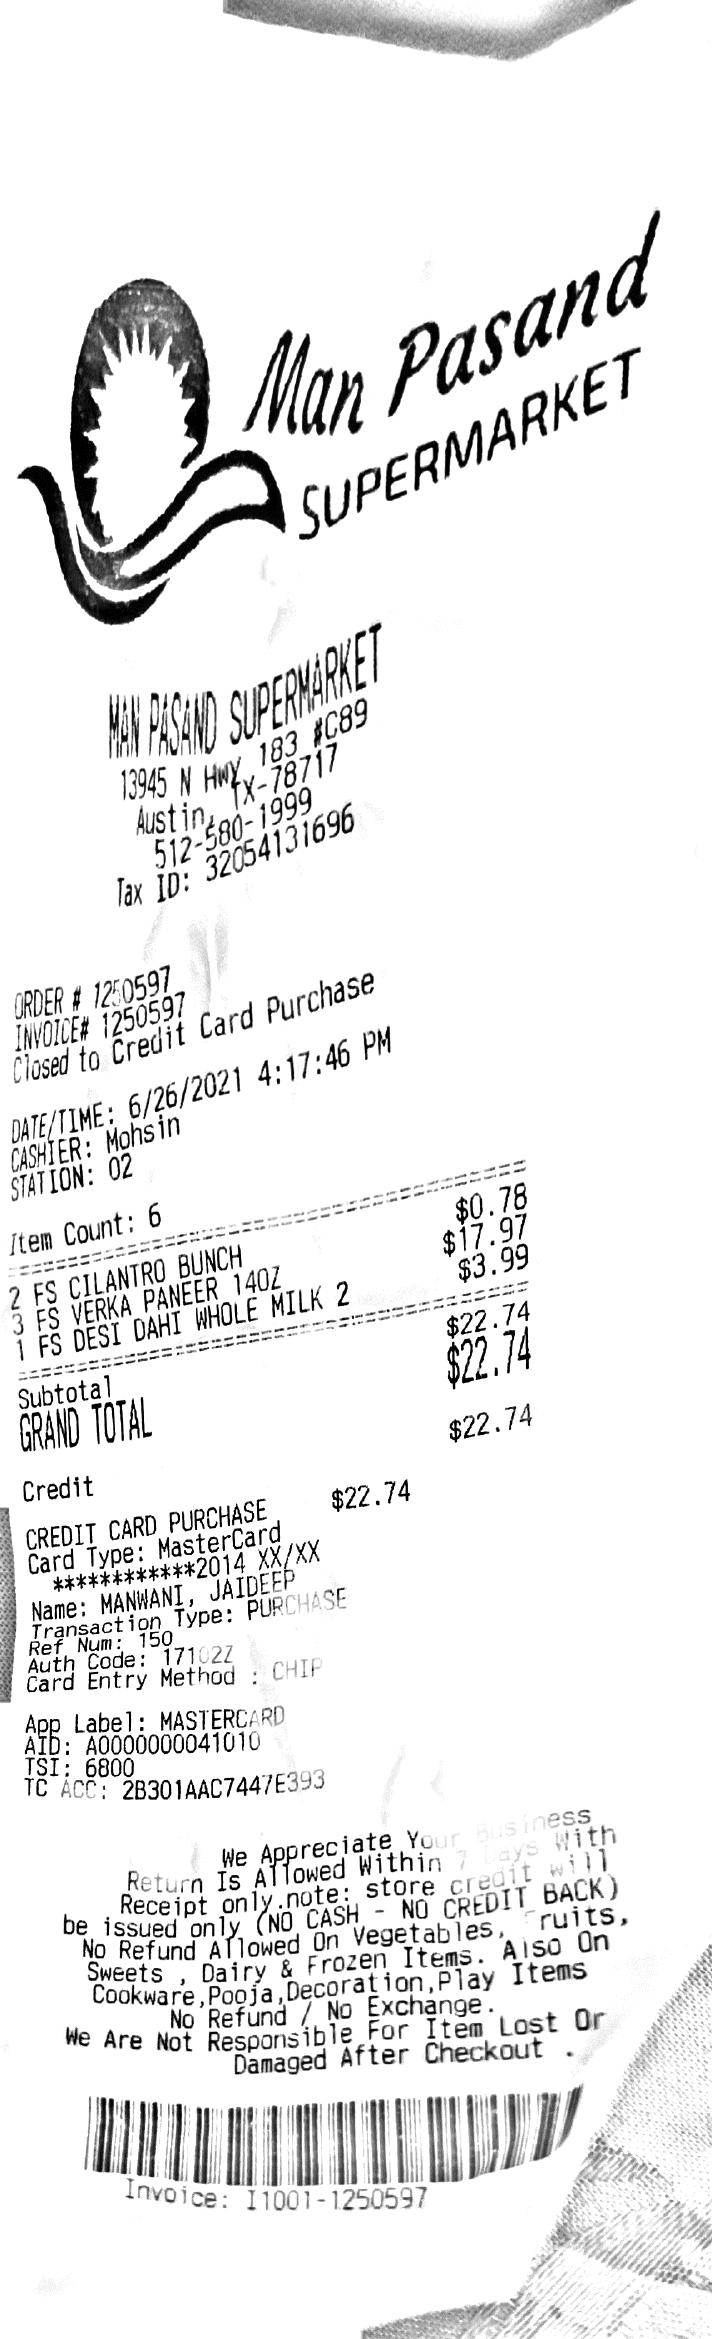 Man Pasand
SUPERMARKET
MAN PASAND SUPERMARKET
13945 N Hwy 183 #C89
Austin, TX-78717
512-580-1999
Tax ID: 32054131696
ORDER # 1250597
INVOICE# 1250597
Closed to Credit Card Purchase
DATE/TIME: 6/26/2021 4:17:46 PM
CASHIER: Mohsin
STATION: 02
Item Count: 6
2 FS CILANTRO BUNCH $0.78
3 FS VERKA PANEER 14OZ $17.97
1 FS DESI DAHI WHOLE MILK 2 $3.99
Subtotal $22.74
GRAND TOTAL $22.74
Credit $22.74
CREDIT CARD PURCHASE $22.74
Card Type: MasterCard
************2014 XX/XX
Name: MANWANI, JAIDEEP
Transaction Type: PURCHASE
Ref Num: 150
Auth Code: 17102Z
Card Entry Method : CHIP
App Label: MASTERCARD
AID: A0000000041010
TSI: 6800
TC ACC: 2B301AAC7447E393
We Appreciate Your Business
Return Is Allowed Within 7 Days With
Receipt only.note: store credit will
be issued only (NO CASH - NO CREDIT BACK)
No Refund Allowed On Vegetables, Fruits,
Sweets , Dairy & Frozen Items. Also On
Cookware,Pooja,Decoration,Play Items
No Refund / No Exchange.
We Are Not Responsible For Item Lost Or
Damaged After Checkout .
Invoice: I1001-1250597